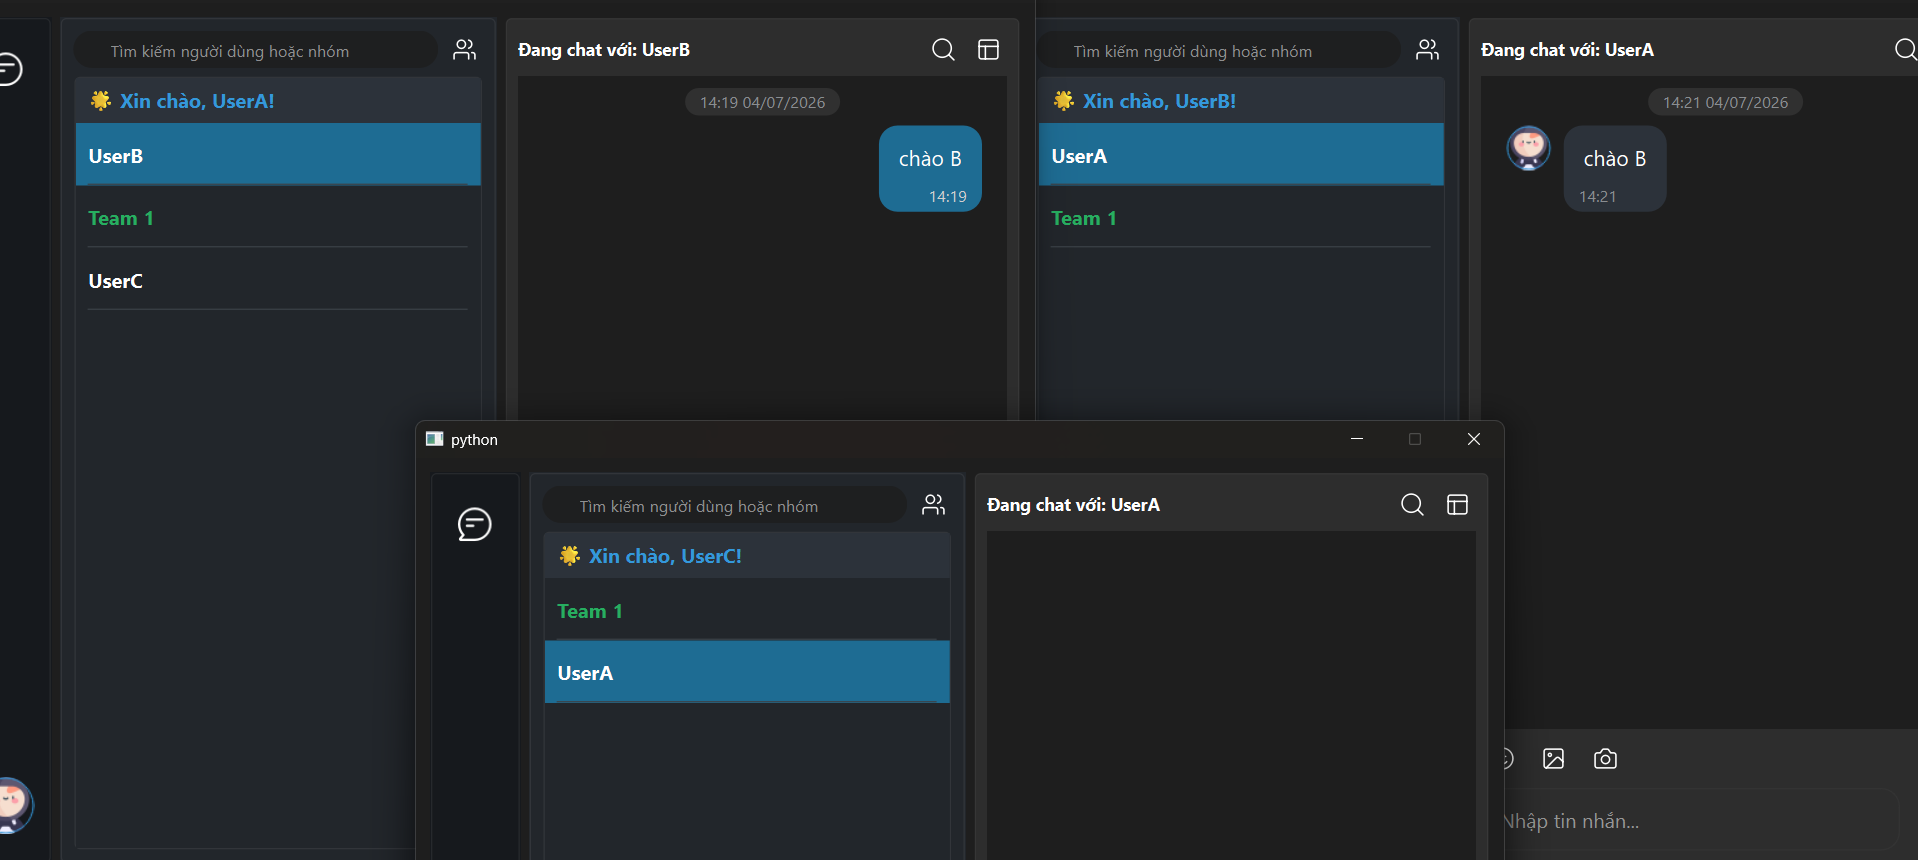 Tìm kiếm người dùng hoặc nhóm
🌟 Xin chào, UserA!
UserB
Team 1
UserC
Đang chat với: UserB
14:19 04/07/2026
chào B
14:19
Tìm kiếm người dùng hoặc nhóm
🌟 Xin chào, UserB!
UserA
Team 1
Đang chat với: UserA
14:21 04/07/2026
chào B
14:21
Nhập tin nhắn...
python
Tìm kiếm người dùng hoặc nhóm
🌟 Xin chào, UserC!
Team 1
UserA
Đang chat với: UserA